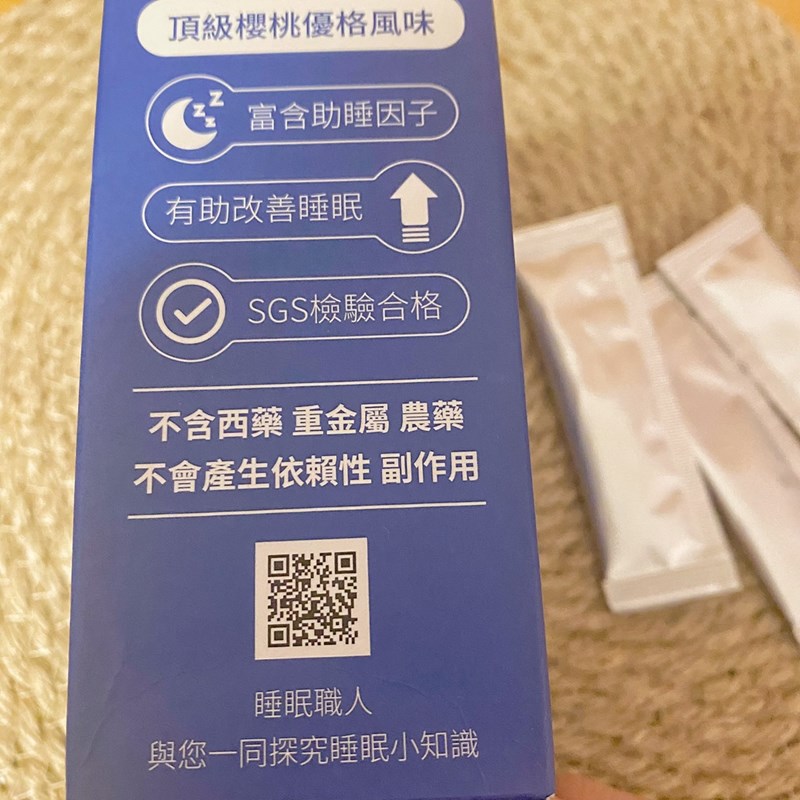 頂級櫻桃優格風味
z z z
富含助睡因子
有助改善睡眠
SGS檢驗合格
不含西藥 重金屬 農藥
不會產生依賴性 副作用
睡眠職人
與您一同探究睡眠小知識